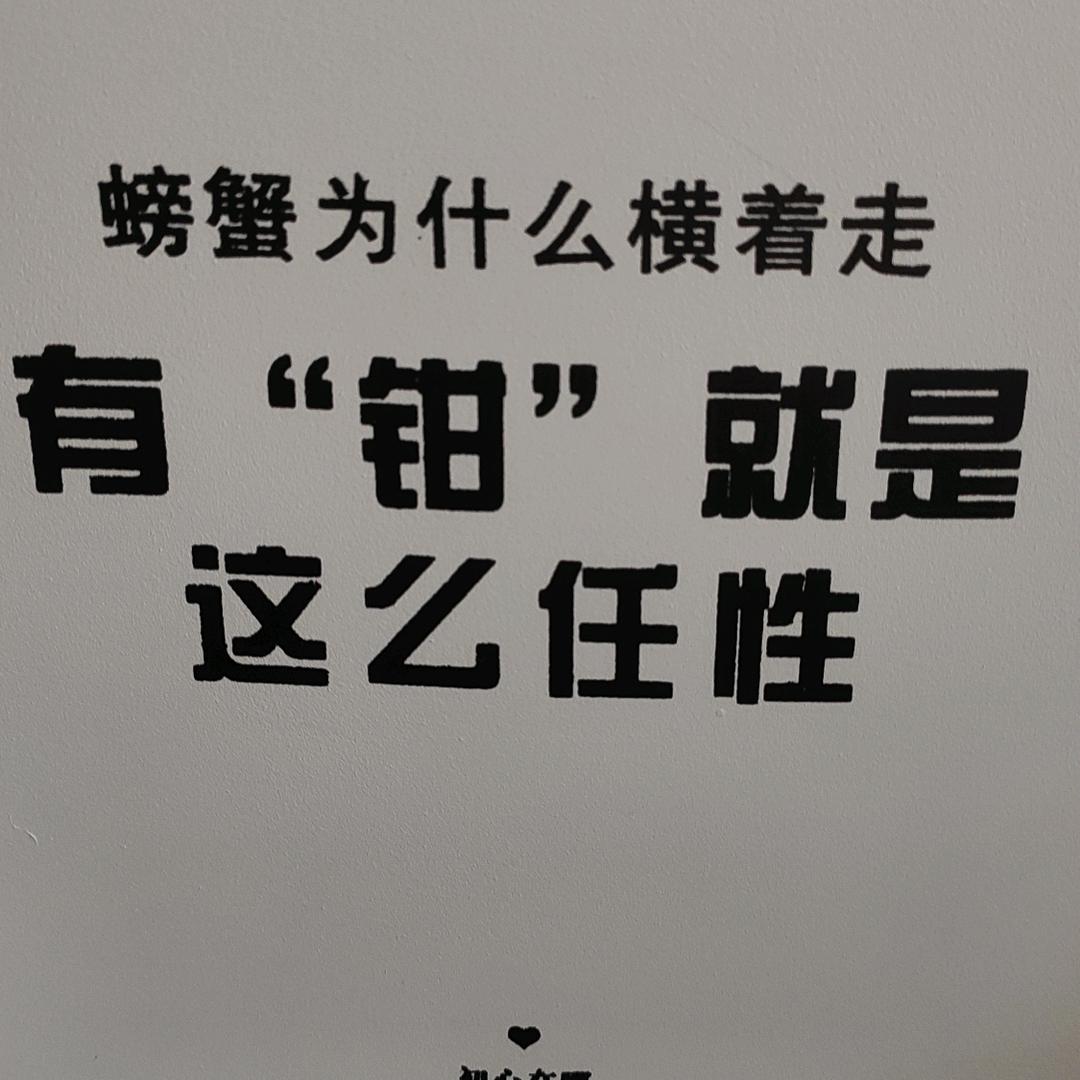 螃蟹为什么横着走
有“钳”就是
这么任性